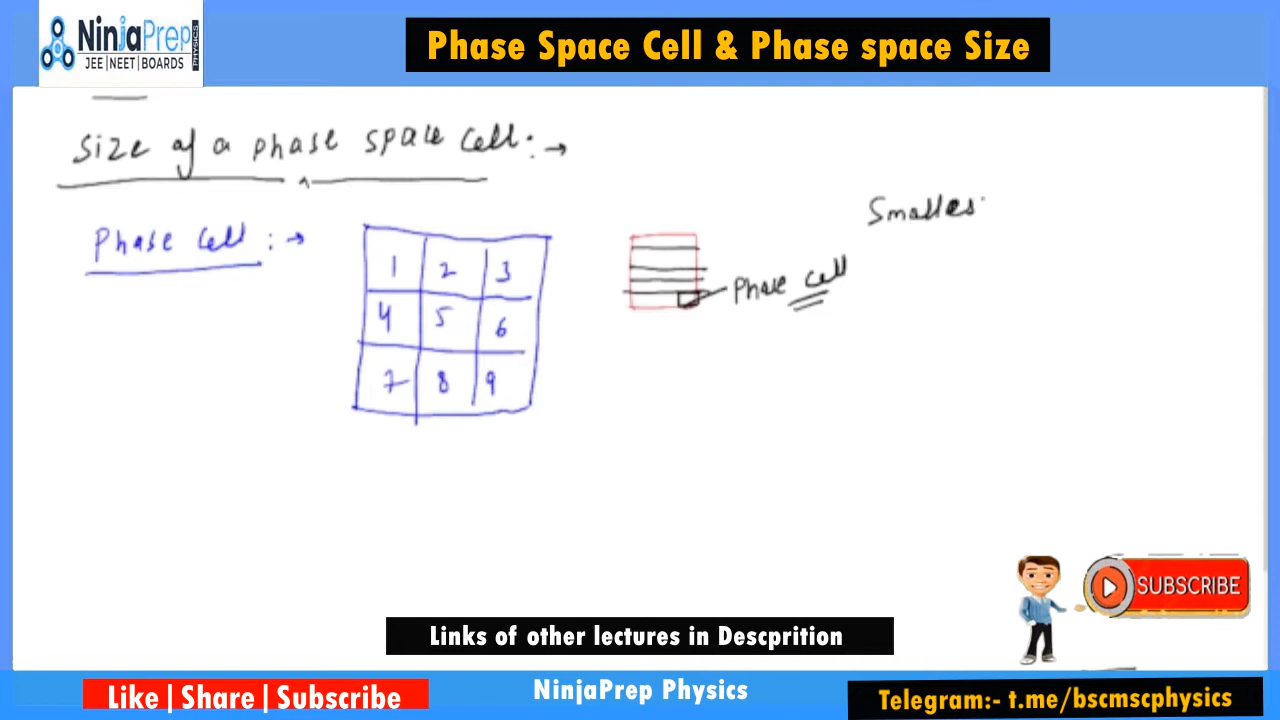 NinjaPrep
PHYSICS
JEE|NEET|BOARDS
Phase Space Cell & Phase space Size
Size of a phase space cell:→
Phase cell:→
1 2 3
4 5 6
7 8 9
Phase cell
SUBSCRIBE
Links of other lectures in Descprition
Like|Share|Subscribe
NinjaPrep Physics
Telegram:- t.me/bscmscphysics